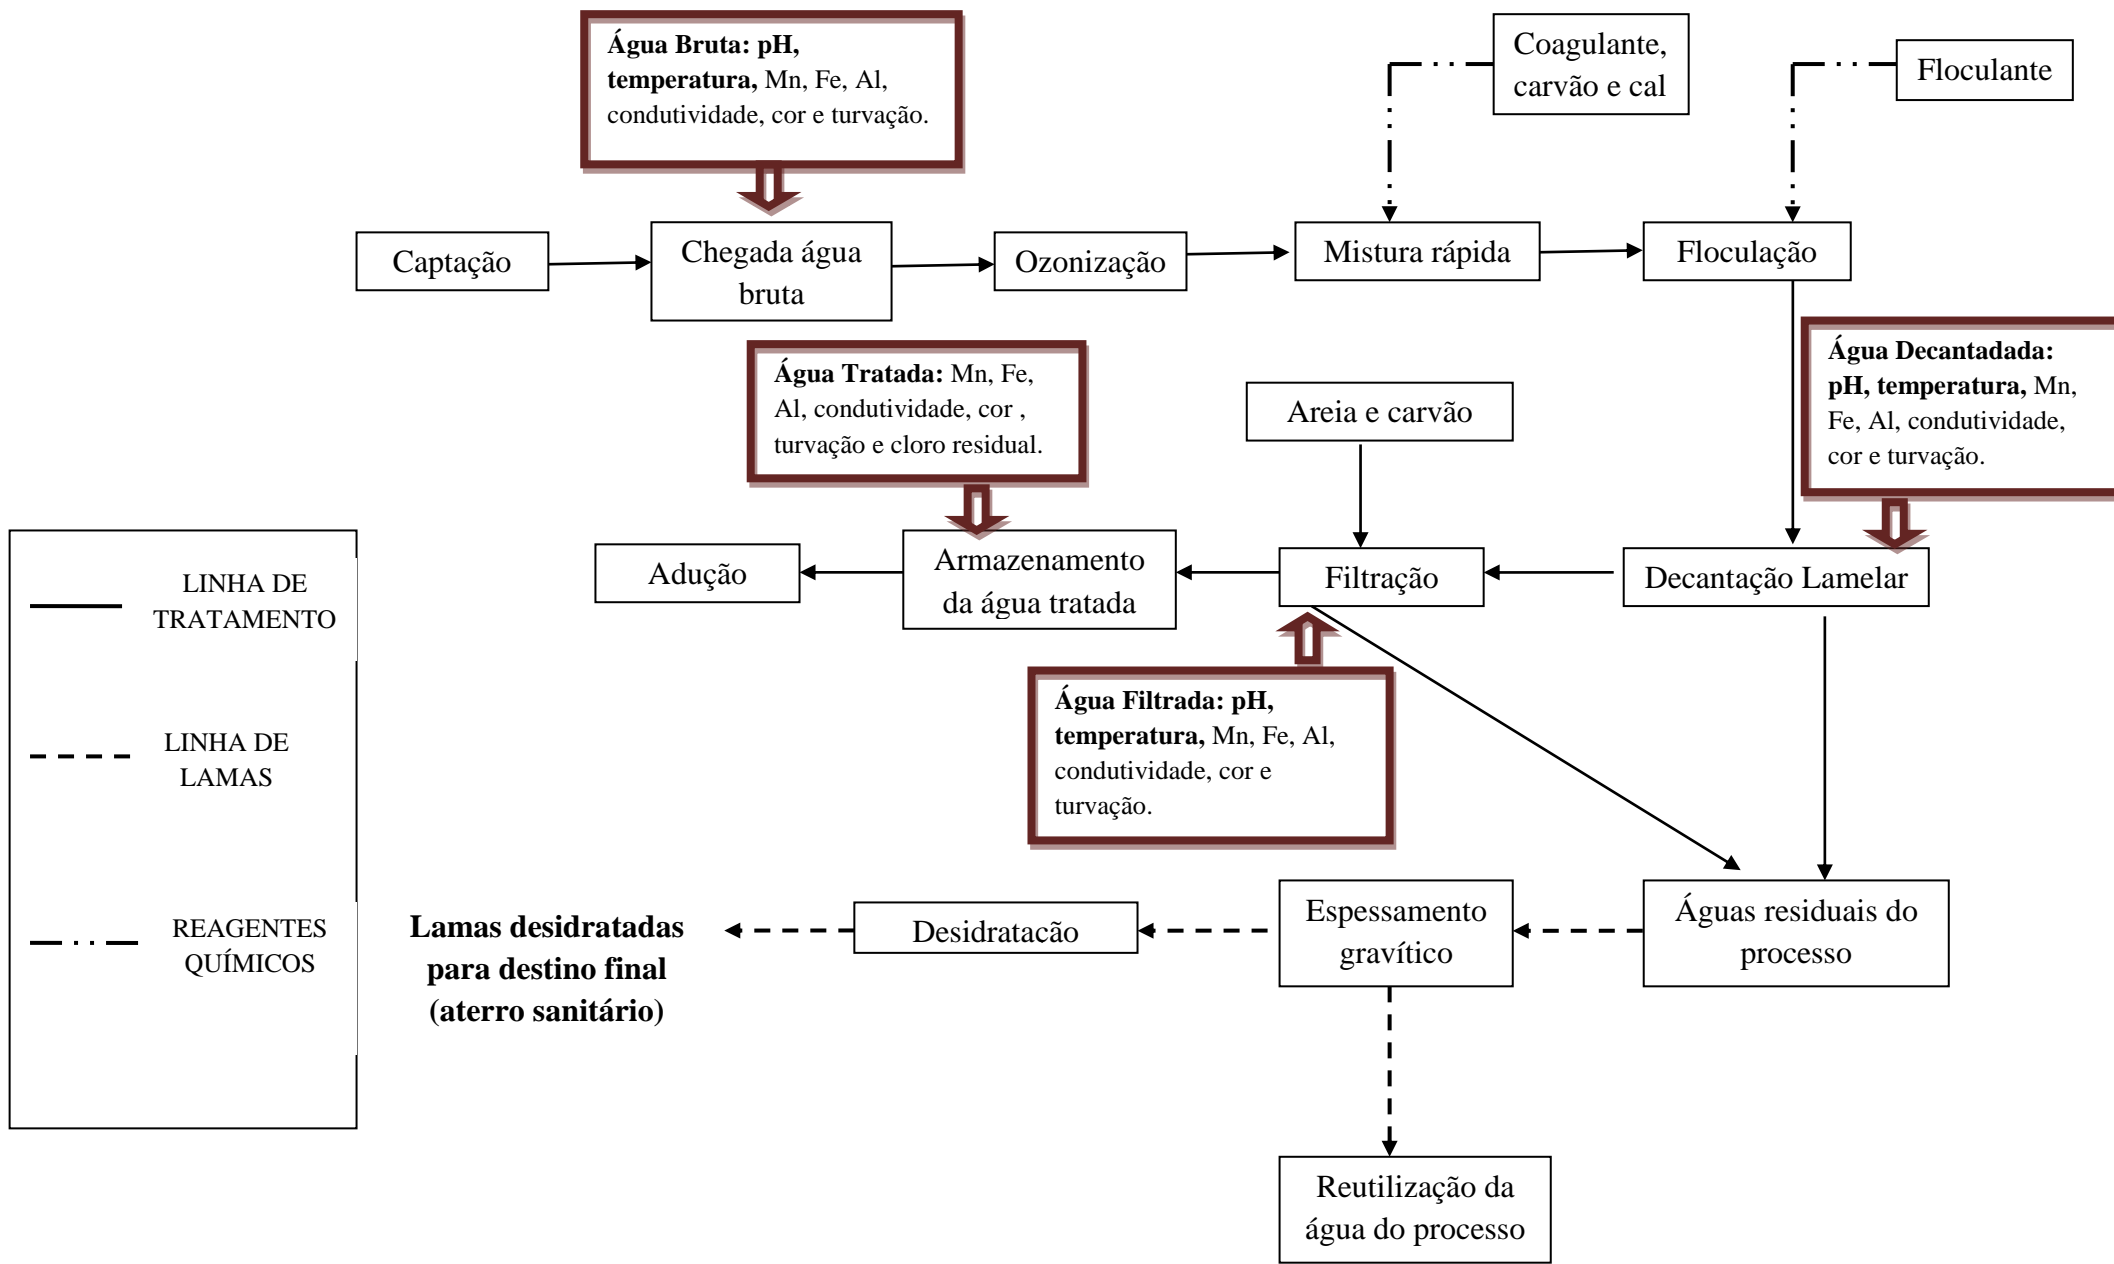 Água Bruta: pH,
temperatura, Mn, Fe, Al,
condutividade, cor e turvação.
Coagulante,
carvão e cal
Floculante
Captação
Chegada água
bruta
Ozonização
Mistura rápida
Floculação
Água Tratada: Mn, Fe,
Al, condutividade, cor ,
turvação e cloro residual.
Areia e carvão
Água Decantadada:
pH, temperatura, Mn,
Fe, Al, condutividade,
cor e turvação.
Adução
Armazenamento
da água tratada
Filtração
Decantação Lamelar
LINHA DE
TRATAMENTO
LINHA DE
LAMAS
REAGENTES
QUÍMICOS
Água Filtrada: pH,
temperatura, Mn, Fe, Al,
condutividade, cor e
turvação.
Lamas desidratadas
para destino final
(aterro sanitário)
Desidratacão
Espessamento
gravítico
Águas residuais do
processo
Reutilização da
água do processo